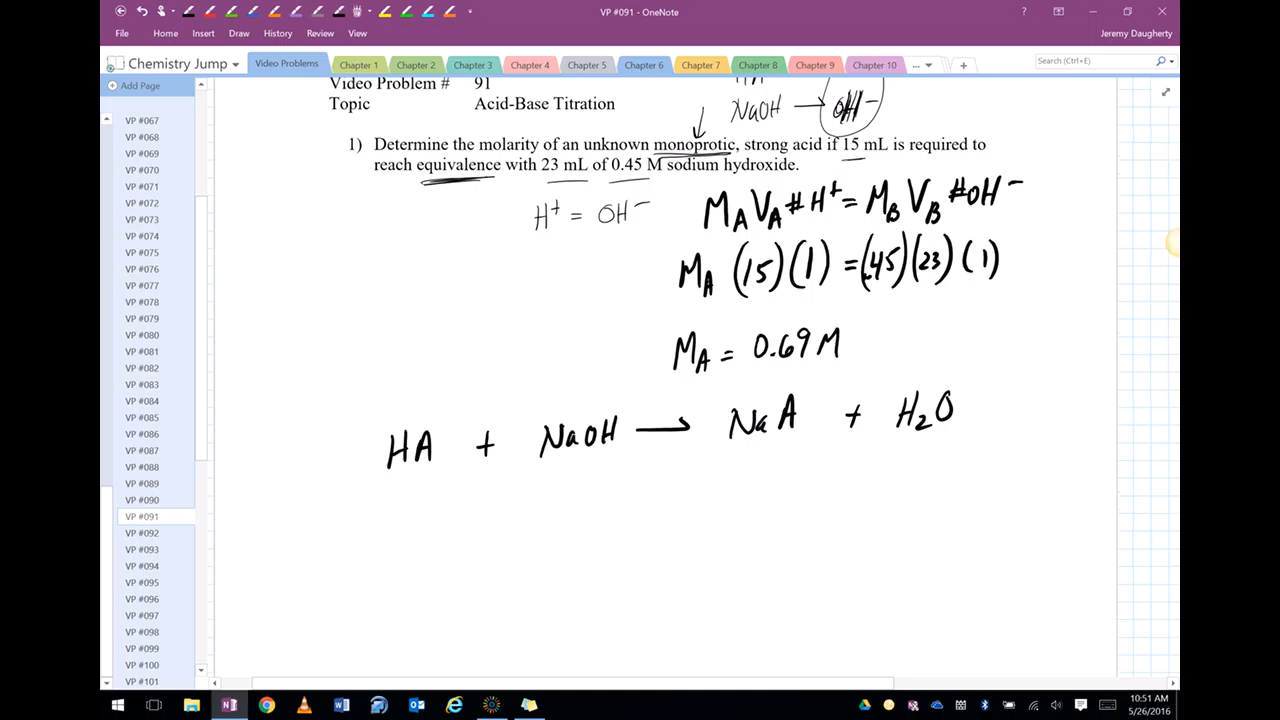 VP #091 - OneNote
File Home Insert Draw History Review View
Jeremy Daugherty
Chemistry Jump
Video Problems Chapter 1 Chapter 2 Chapter 3 Chapter 4 Chapter 5 Chapter 6 Chapter 7 Chapter 8 Chapter 9 Chapter 10 ...
Search (Ctrl+E)
Add Page
VP #067
VP #068
VP #069
VP #070
VP #071
VP #072
VP #073
VP #074
VP #075
VP #076
VP #077
VP #078
VP #079
VP #080
VP #081
VP #082
VP #083
VP #084
VP #085
VP #086
VP #087
VP #088
VP #089
VP #090
VP #091
VP #092
VP #093
VP #094
VP #095
VP #096
VP #097
VP #098
VP #099
VP #100
VP #101
Video Problem # 91
Topic Acid-Base Titration
NaOH → OH⁻
1) Determine the molarity of an unknown monoprotic, strong acid if 15 mL is required to
reach equivalence with 23 mL of 0.45 M sodium hydroxide.
H⁺ = OH⁻
M_A V_A #H⁺ = M_B V_B #OH⁻
M_A (15)(1) = (.45)(23)(1)
M_A = 0.69 M
HA + NaOH → NaA + H₂O
10:51 AM
5/26/2016